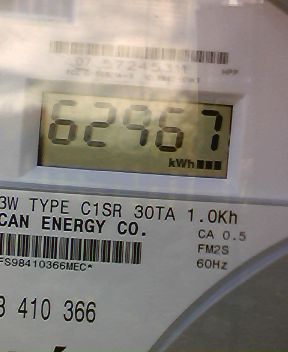 62967
kWh
3W TYPE C1SR 30TA 1.0Kh
CAN ENERGY CO.
CA 0.5
FM2S
60Hz
FS98410366MEC*
3 410 366